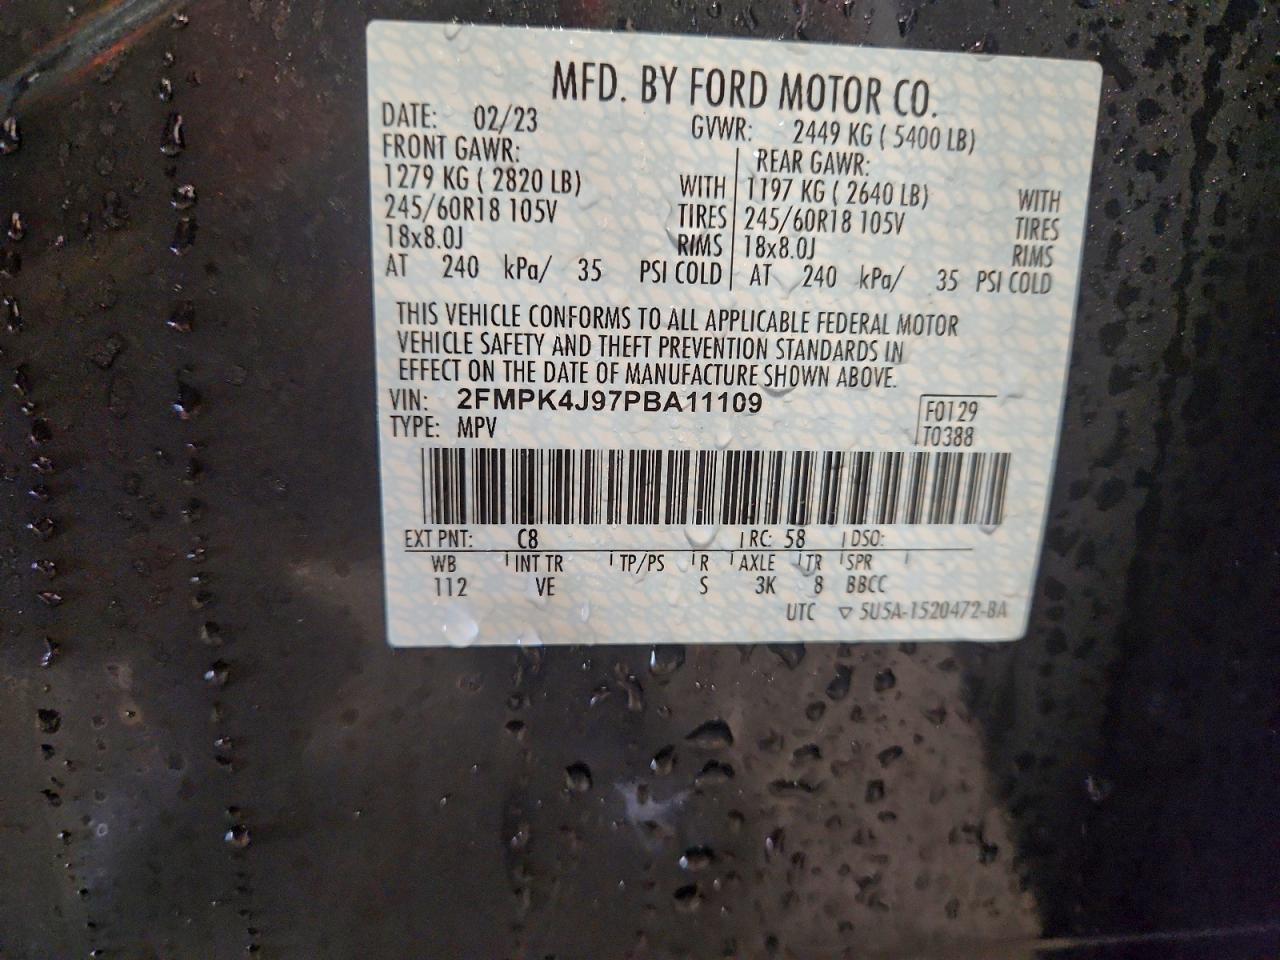 MFD. BY FORD MOTOR CO.
DATE: 02/23 GVWR: 2449 KG ( 5400 LB)
FRONT GAWR: REAR GAWR:
1279 KG ( 2820 LB) WITH 1197 KG ( 2640 LB) WITH
245/60R18 105V TIRES 245/60R18 105V TIRES
18x8.0J RIMS 18x8.0J RIMS
AT 240 kPa/ 35 PSI COLD AT 240 kPa/ 35 PSI COLD
THIS VEHICLE CONFORMS TO ALL APPLICABLE FEDERAL MOTOR
VEHICLE SAFETY AND THEFT PREVENTION STANDARDS IN
EFFECT ON THE DATE OF MANUFACTURE SHOWN ABOVE.
VIN: 2FMPK4J97PBA11109 F0129
TYPE: MPV T0388
EXT PNT: C8 RC: 58 DSO:
WB INT TR TP/PS R AXLE TR SPR
112 VE S 3K 8 BBCC
UTC ▽ 5U5A-1520472-BA